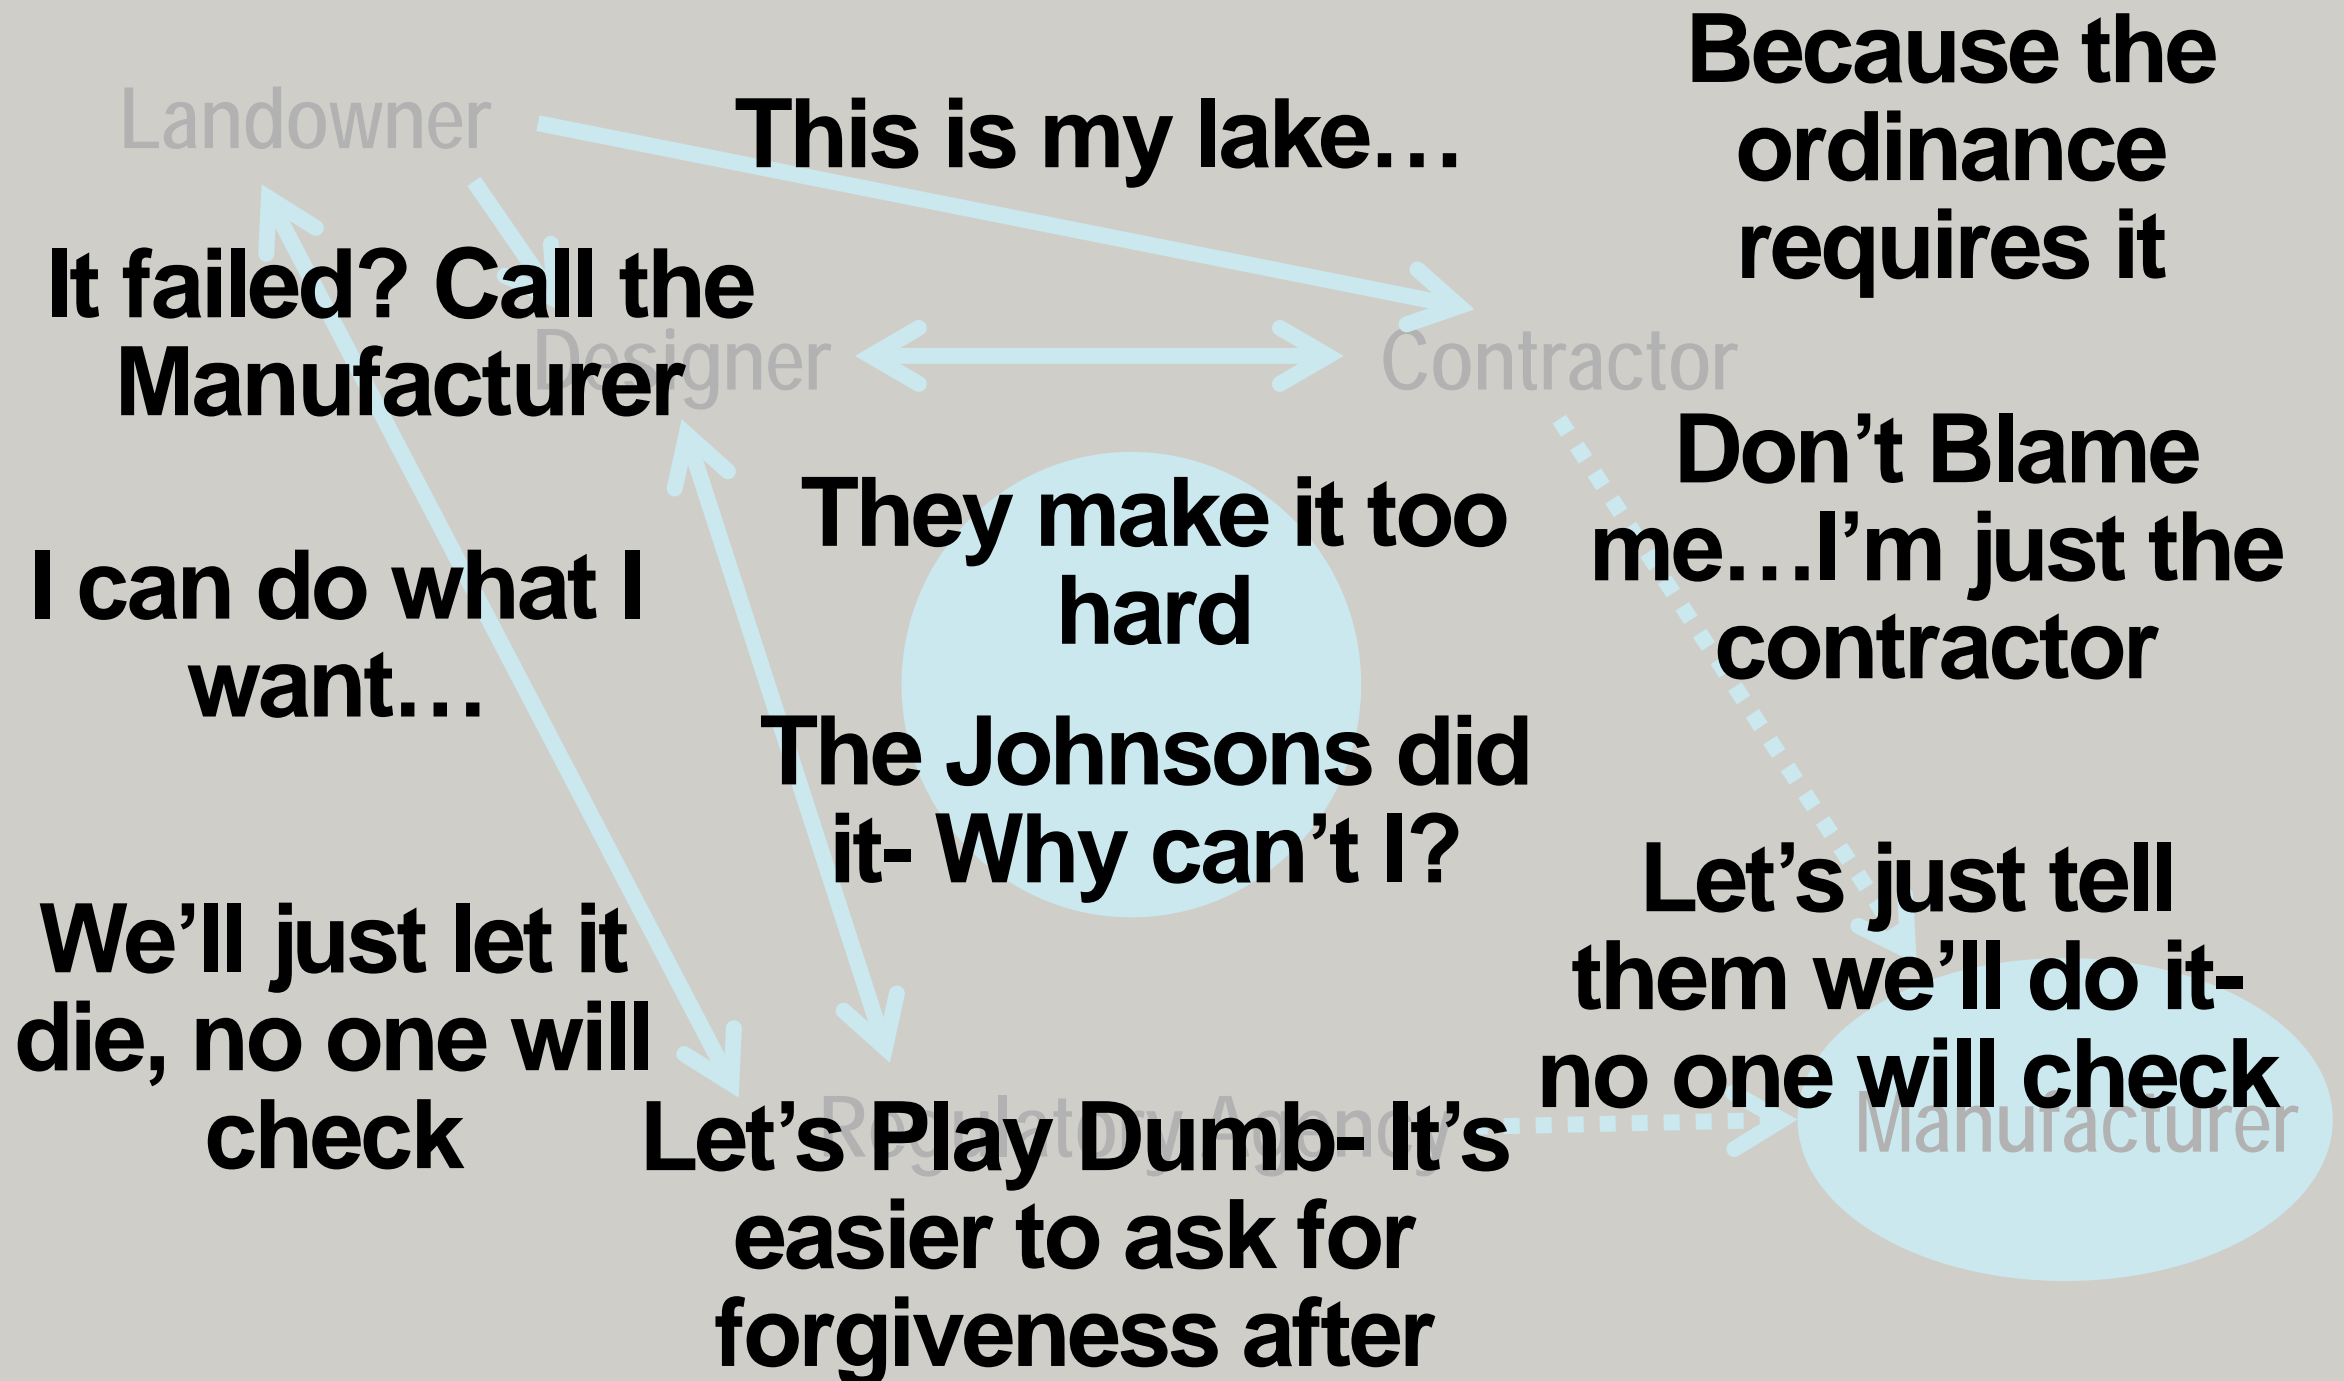 Landowner
This is my lake…
Because the
ordinance
requires it
It failed? Call the
Manufacturer
Designer
Contractor
They make it too
hard
Don’t Blame
me…I’m just the
contractor
I can do what I
want…
The Johnsons did
it- Why can’t I?
Let’s just tell
them we’ll do it-
no one will check
We’ll just let it
die, no one will
check
Regulatory Agency
Manufacturer
Let’s Play Dumb- It’s
easier to ask for
forgiveness after